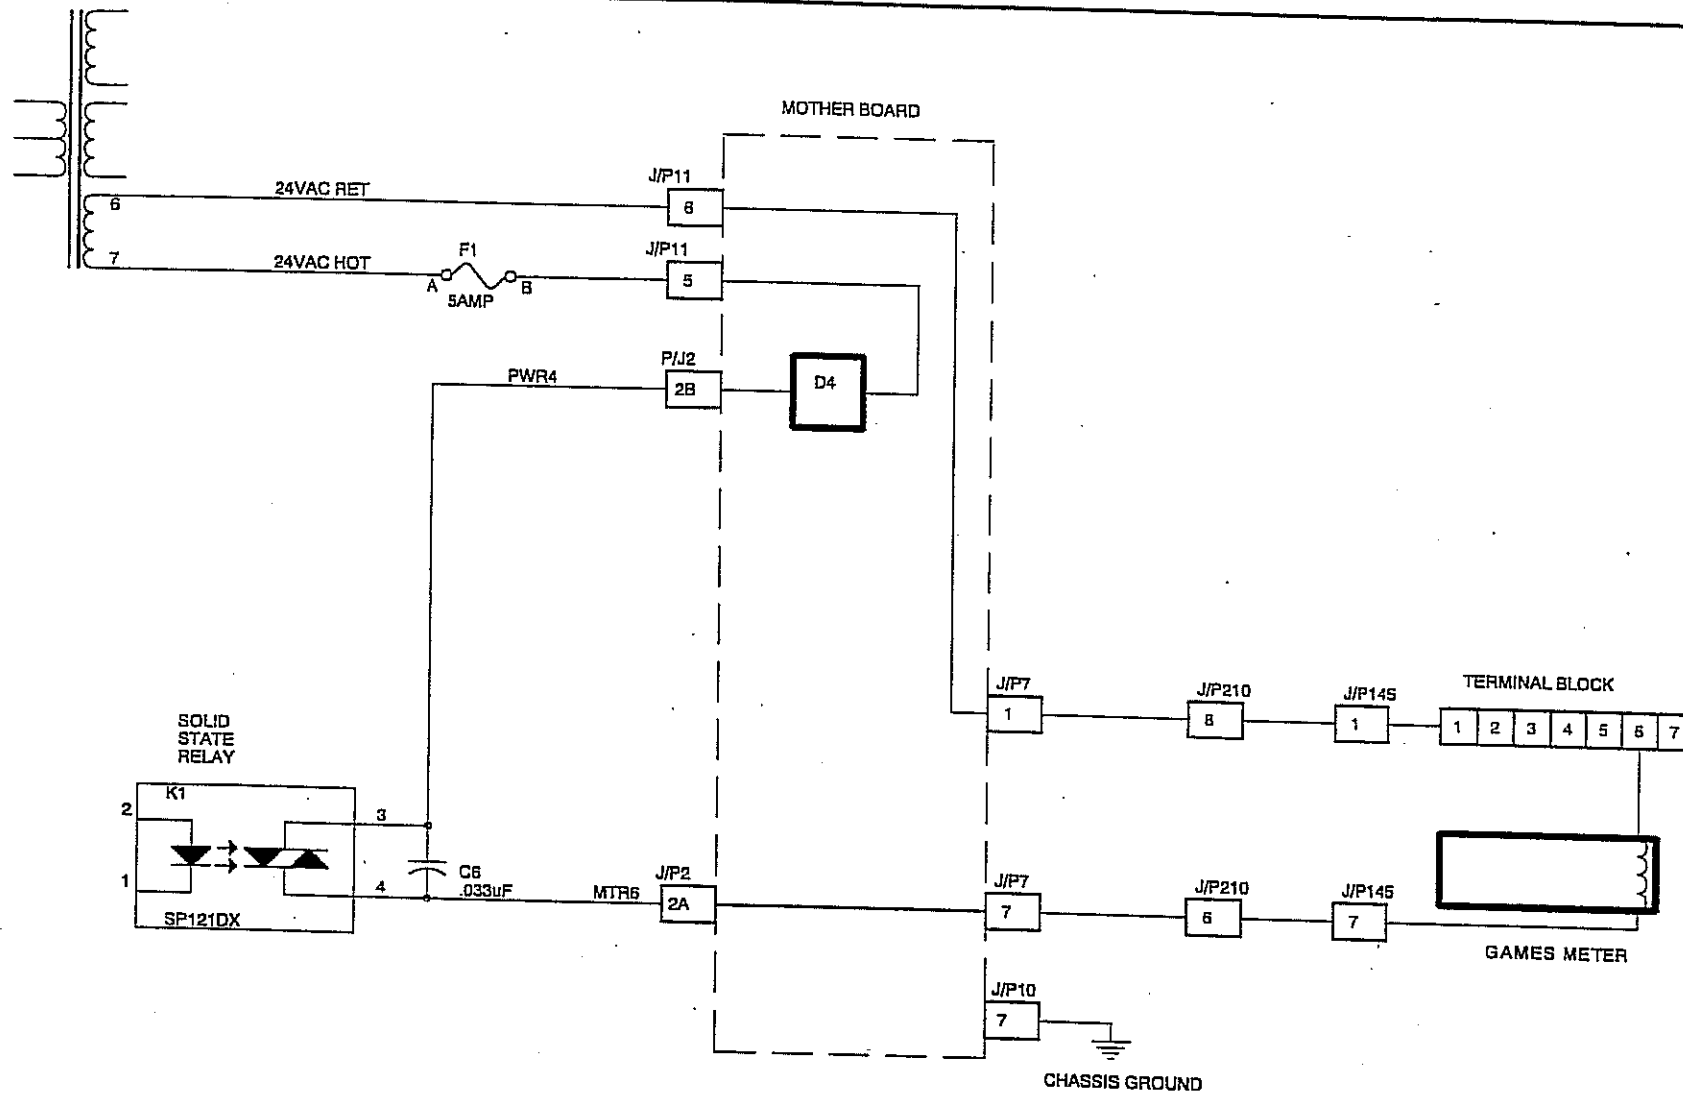 MOTHER BOARD
J/P11
24VAC RET
6
6
J/P11
F1
24VAC HOT
7
5
A
B
5AMP
P/J2
PWR4
2B
D4
J/P7
1
J/P210
8
J/P145
1
TERMINAL BLOCK
1 2 3 4 5 6 7
SOLID
STATE
RELAY
K1
2
3
1
4
C6
.033uF
SP121DX
MTR6
J/P2
2A
J/P7
7
J/P210
6
J/P145
7
GAMES METER
J/P10
7
CHASSIS GROUND